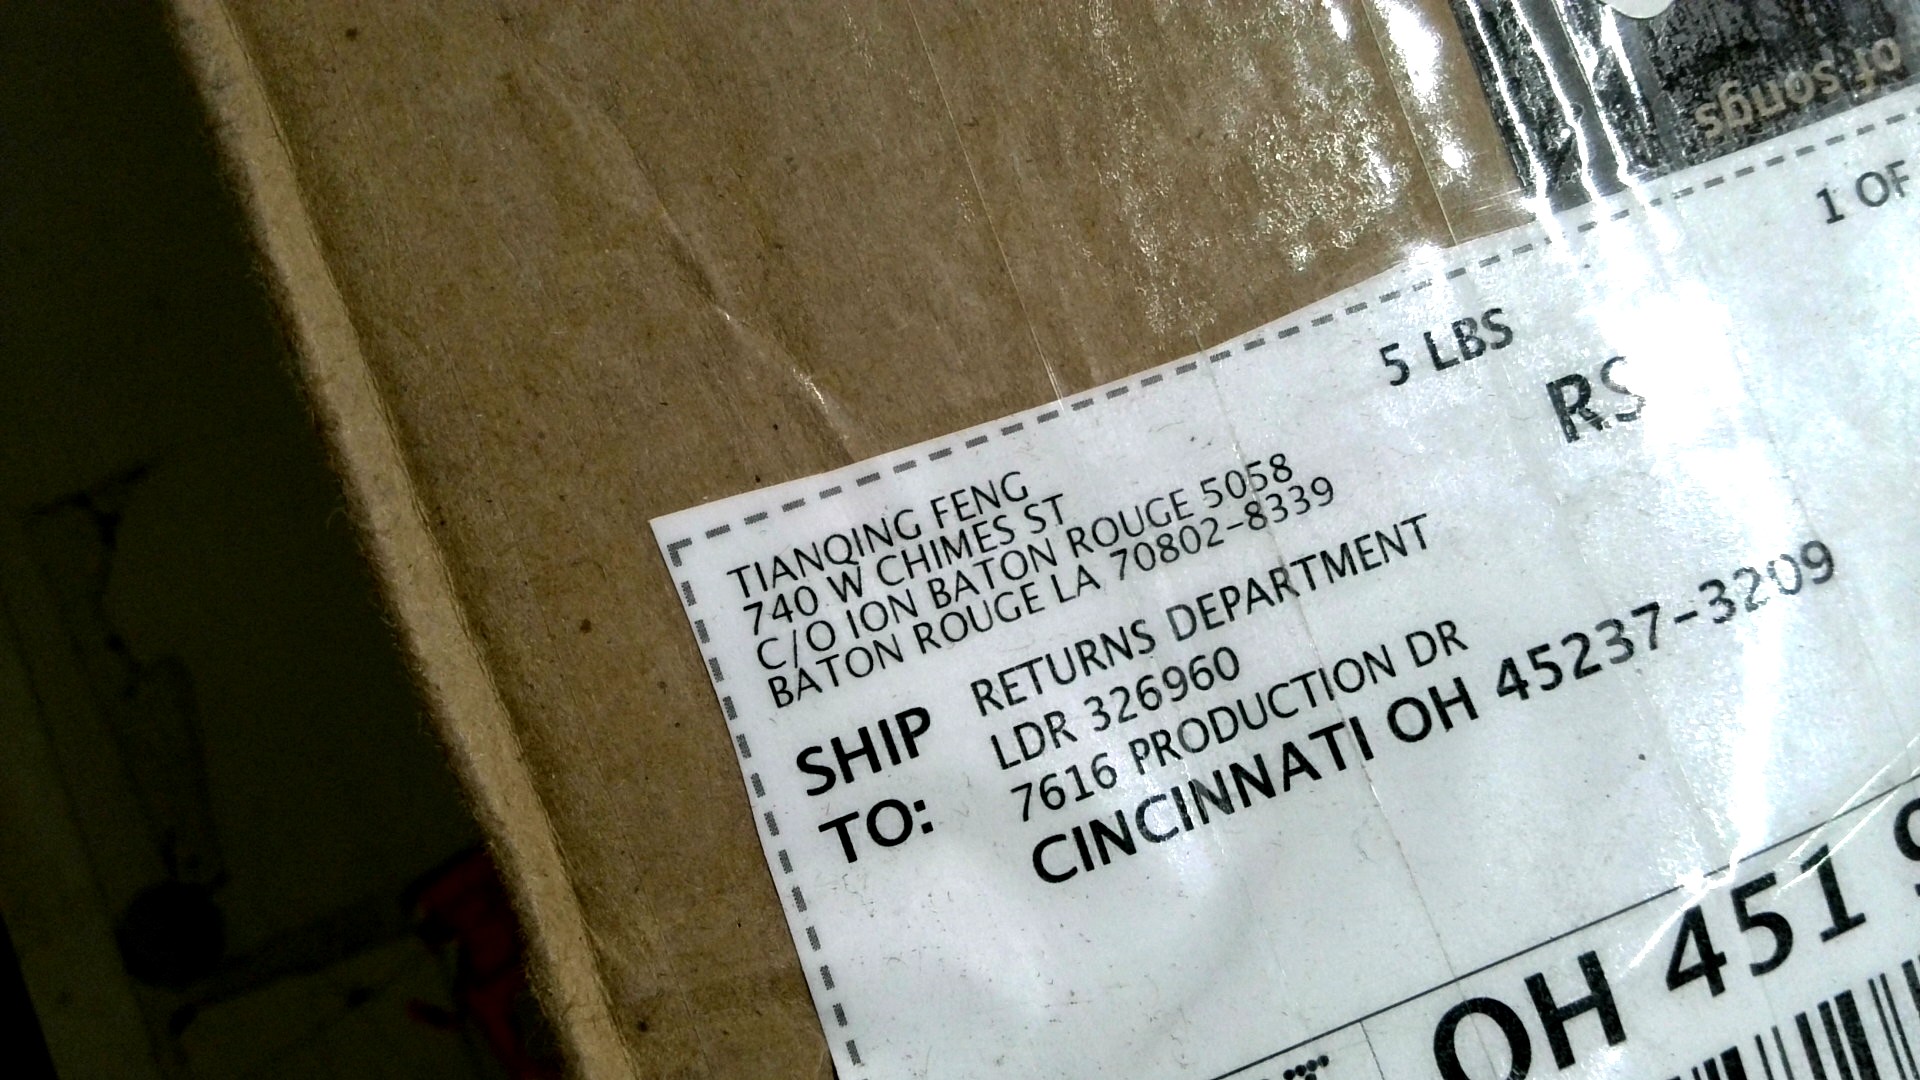 of songs
1 OF
5 LBS
RS
TIANQING FENG
740 W CHIMES ST
C/O ION BATON ROUGE 5058
BATON ROUGE LA 70802-8339
SHIP
TO:
RETURNS DEPARTMENT
LDR 326960
7616 PRODUCTION DR
CINCINNATI OH 45237-3209
OH 451 9